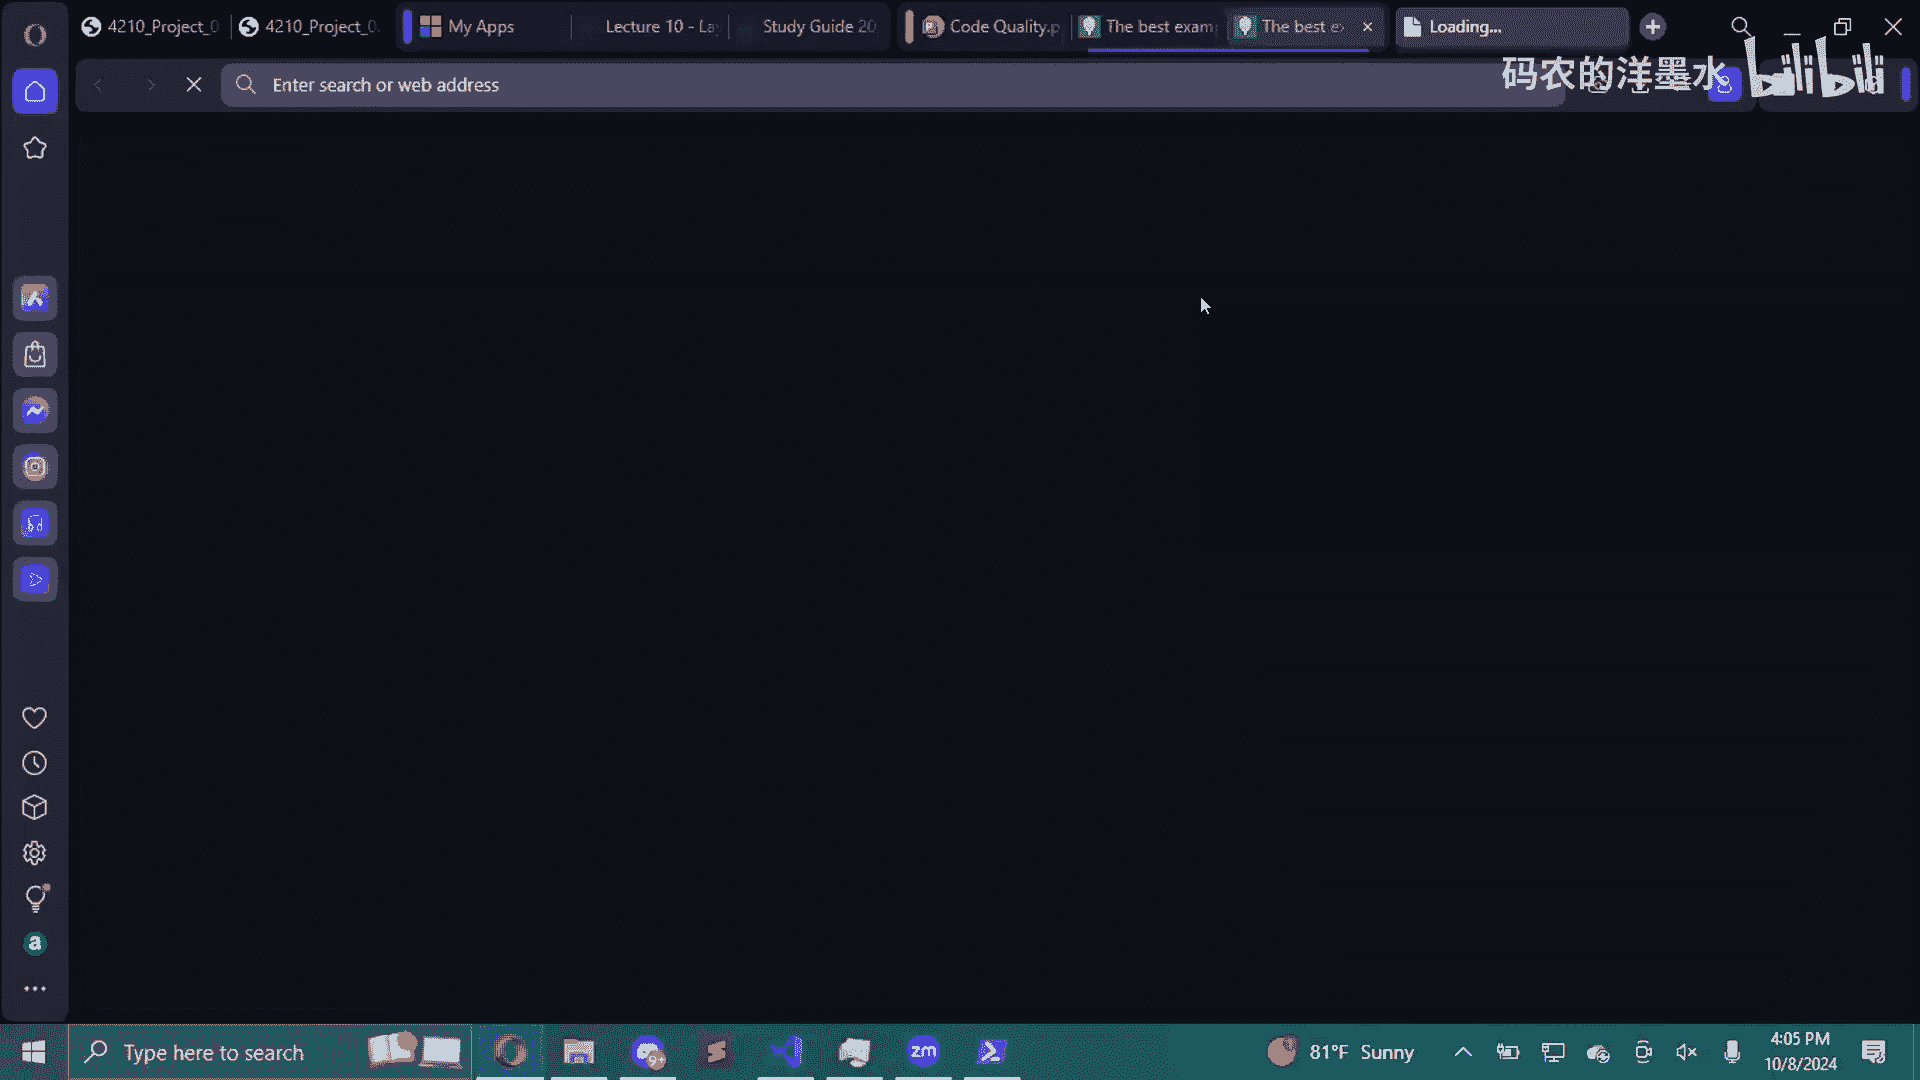 4210_Project_0
4210_Project_0
My Apps
Lecture 10 - La
Study Guide 20
Code Quality.p
The best exam
The best e
Loading...
Enter search or web address
码农的洋墨水
bilibili
a
Type here to search
9+
zm
81°F Sunny
4:05 PM
10/8/2024